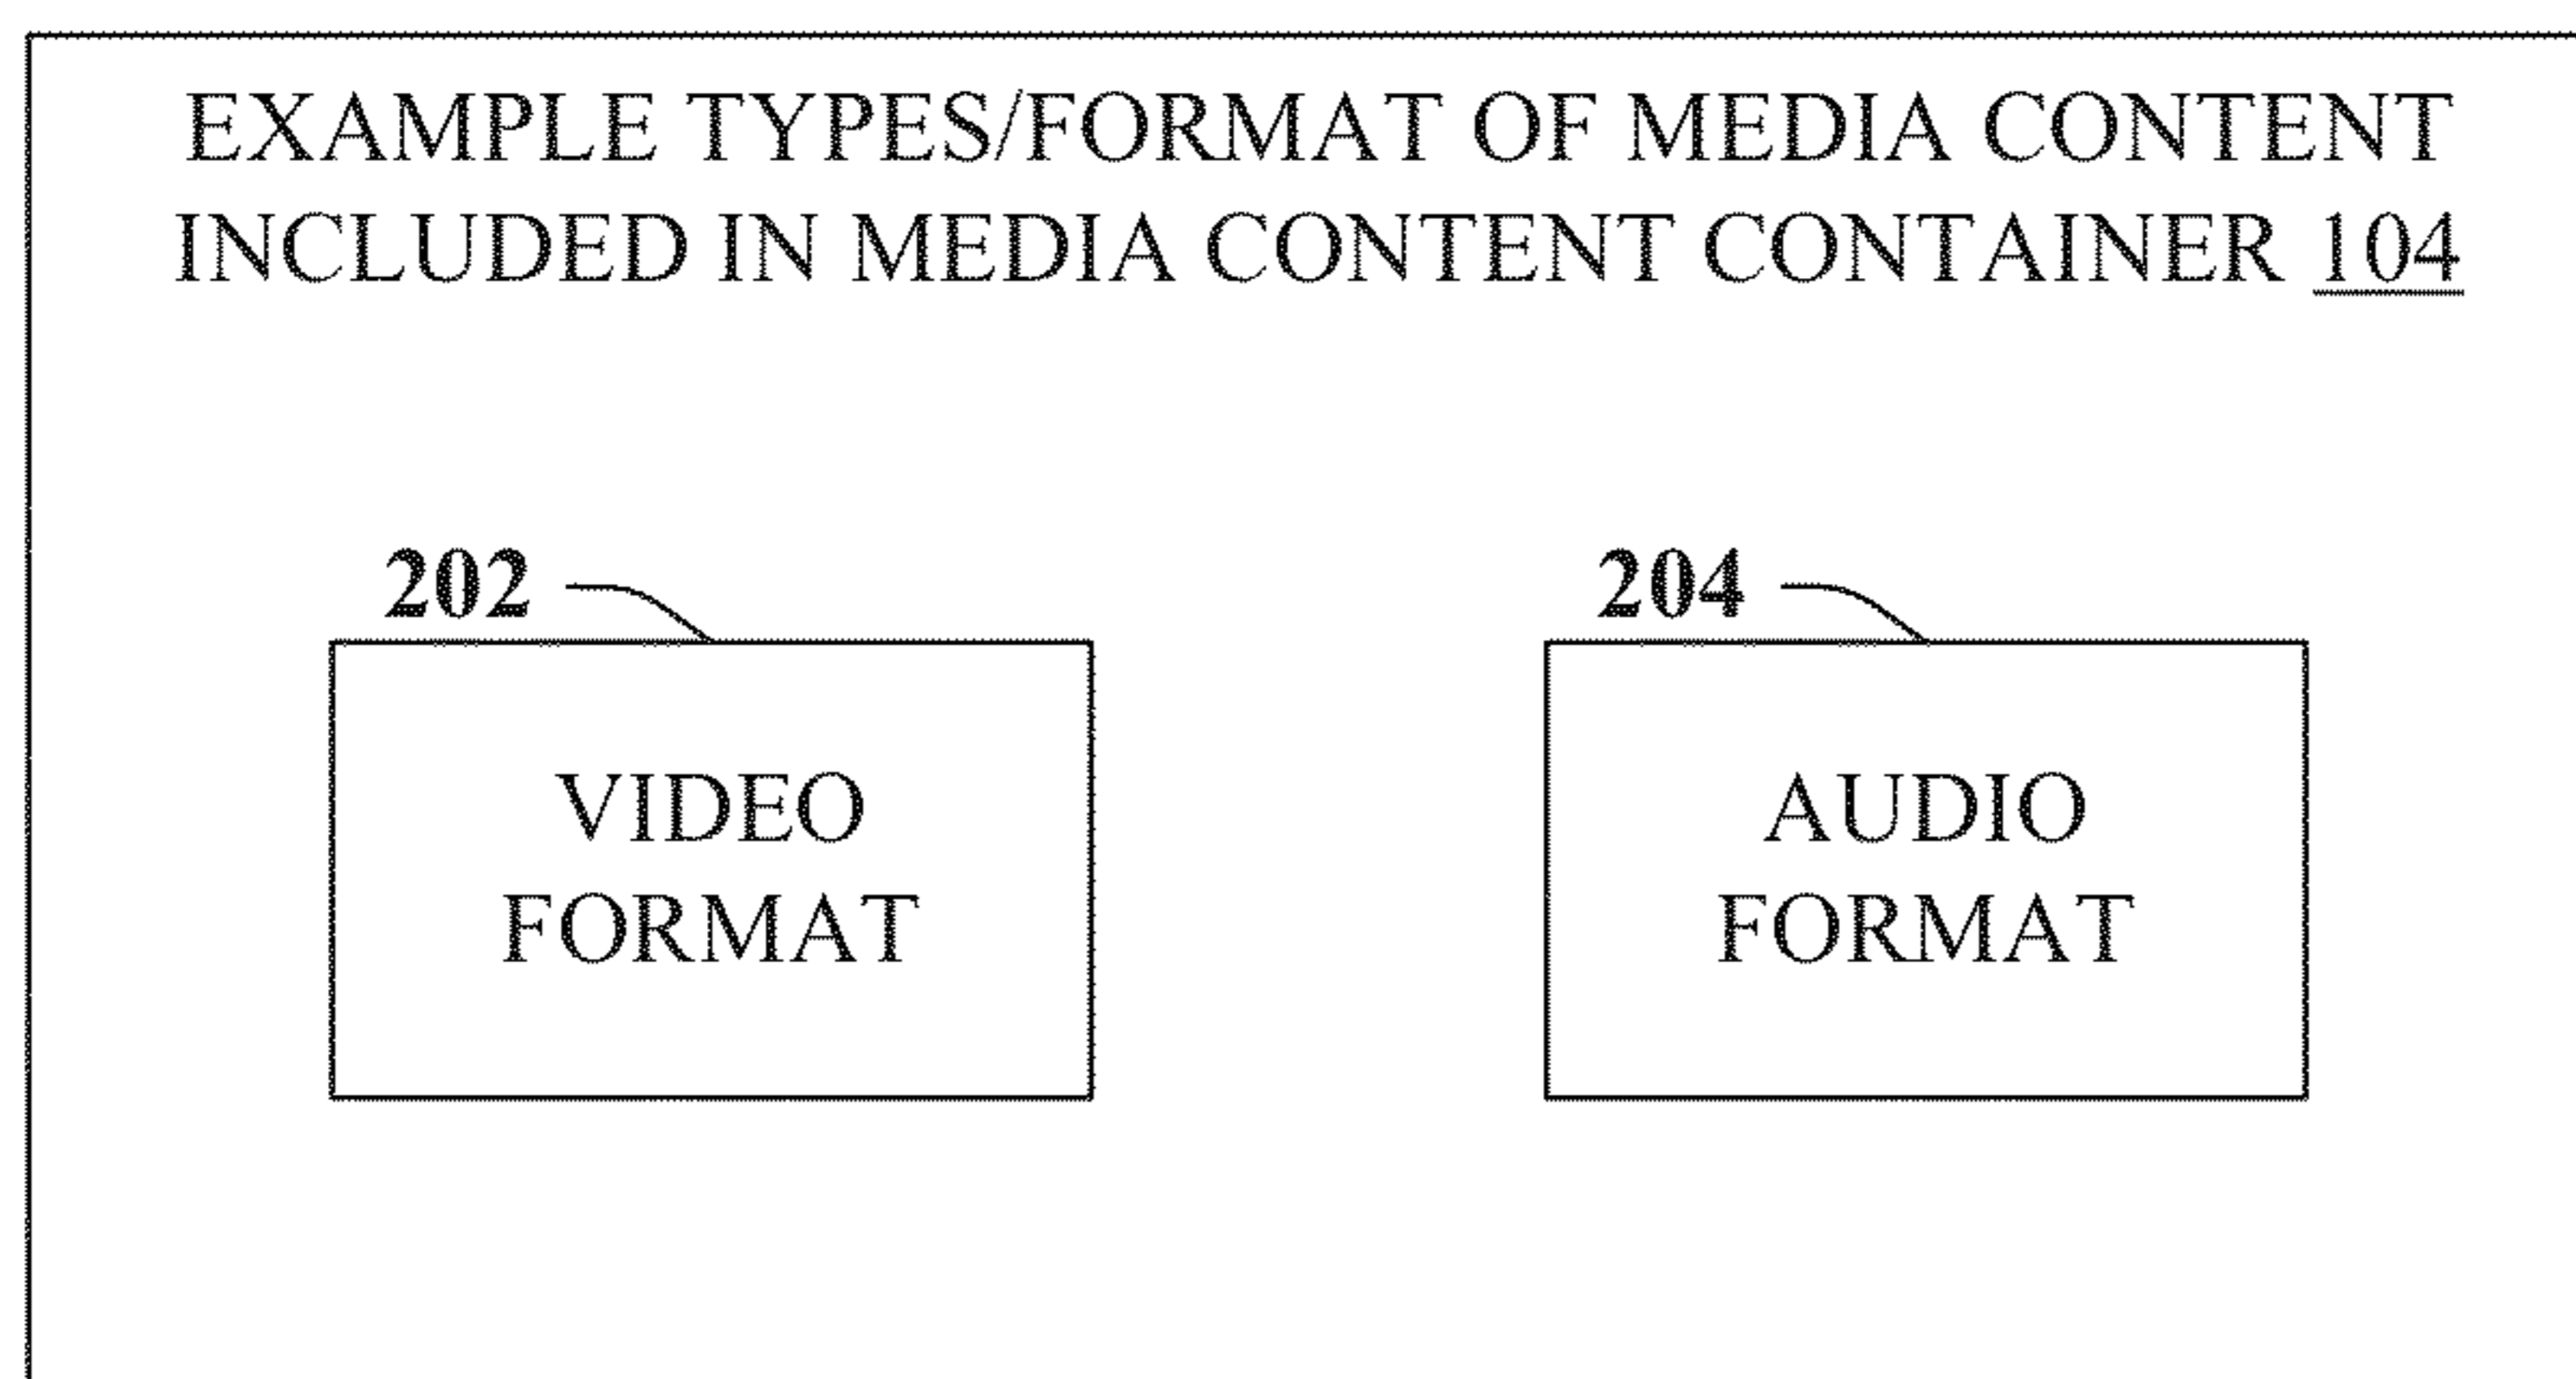 EXAMPLE TYPES/FORMAT OF MEDIA CONTENT
INCLUDED IN MEDIA CONTENT CONTAINER 104
202
204
VIDEO
FORMAT
AUDIO
FORMAT